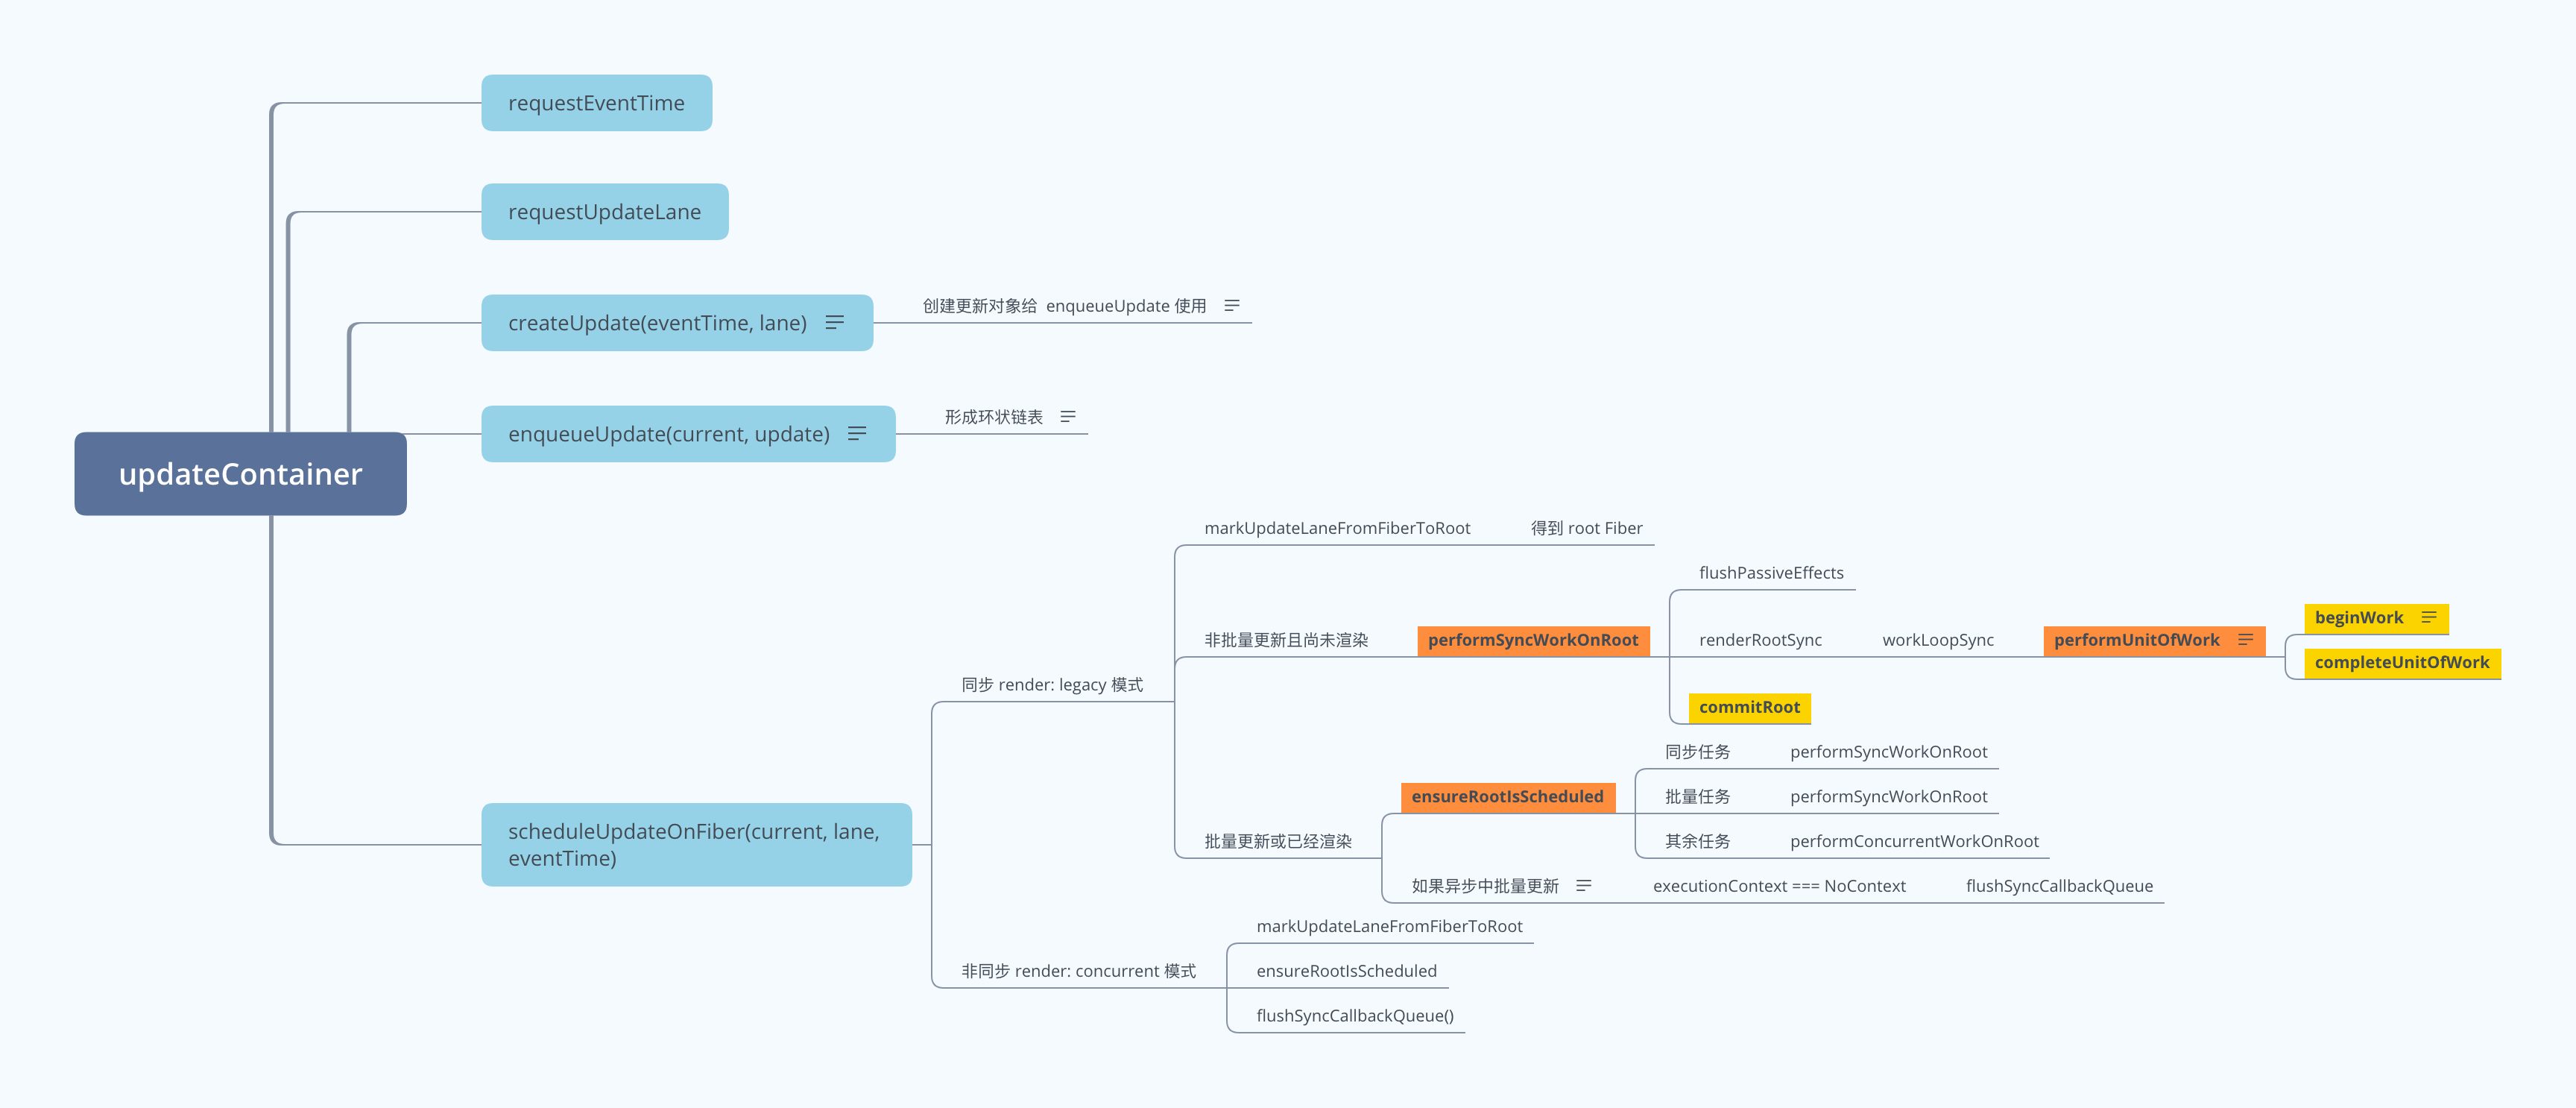 requestEventTime
requestUpdateLane
createUpdate(eventTime, lane)
创建更新对象给 enqueueUpdate 使用
enqueueUpdate(current, update)
形成环状链表
updateContainer
scheduleUpdateOnFiber(current, lane,
eventTime)
同步 render: legacy 模式
markUpdateLaneFromFiberToRoot
得到 root Fiber
非批量更新且尚未渲染
performSyncWorkOnRoot
flushPassiveEffects
renderRootSync
workLoopSync
performUnitOfWork
beginWork
completeUnitOfWork
commitRoot
批量更新或已经渲染
ensureRootIsScheduled
同步任务
performSyncWorkOnRoot
批量任务
performSyncWorkOnRoot
其余任务
performConcurrentWorkOnRoot
如果异步中批量更新
executionContext === NoContext
flushSyncCallbackQueue
非同步 render: concurrent 模式
markUpdateLaneFromFiberToRoot
ensureRootIsScheduled
flushSyncCallbackQueue()